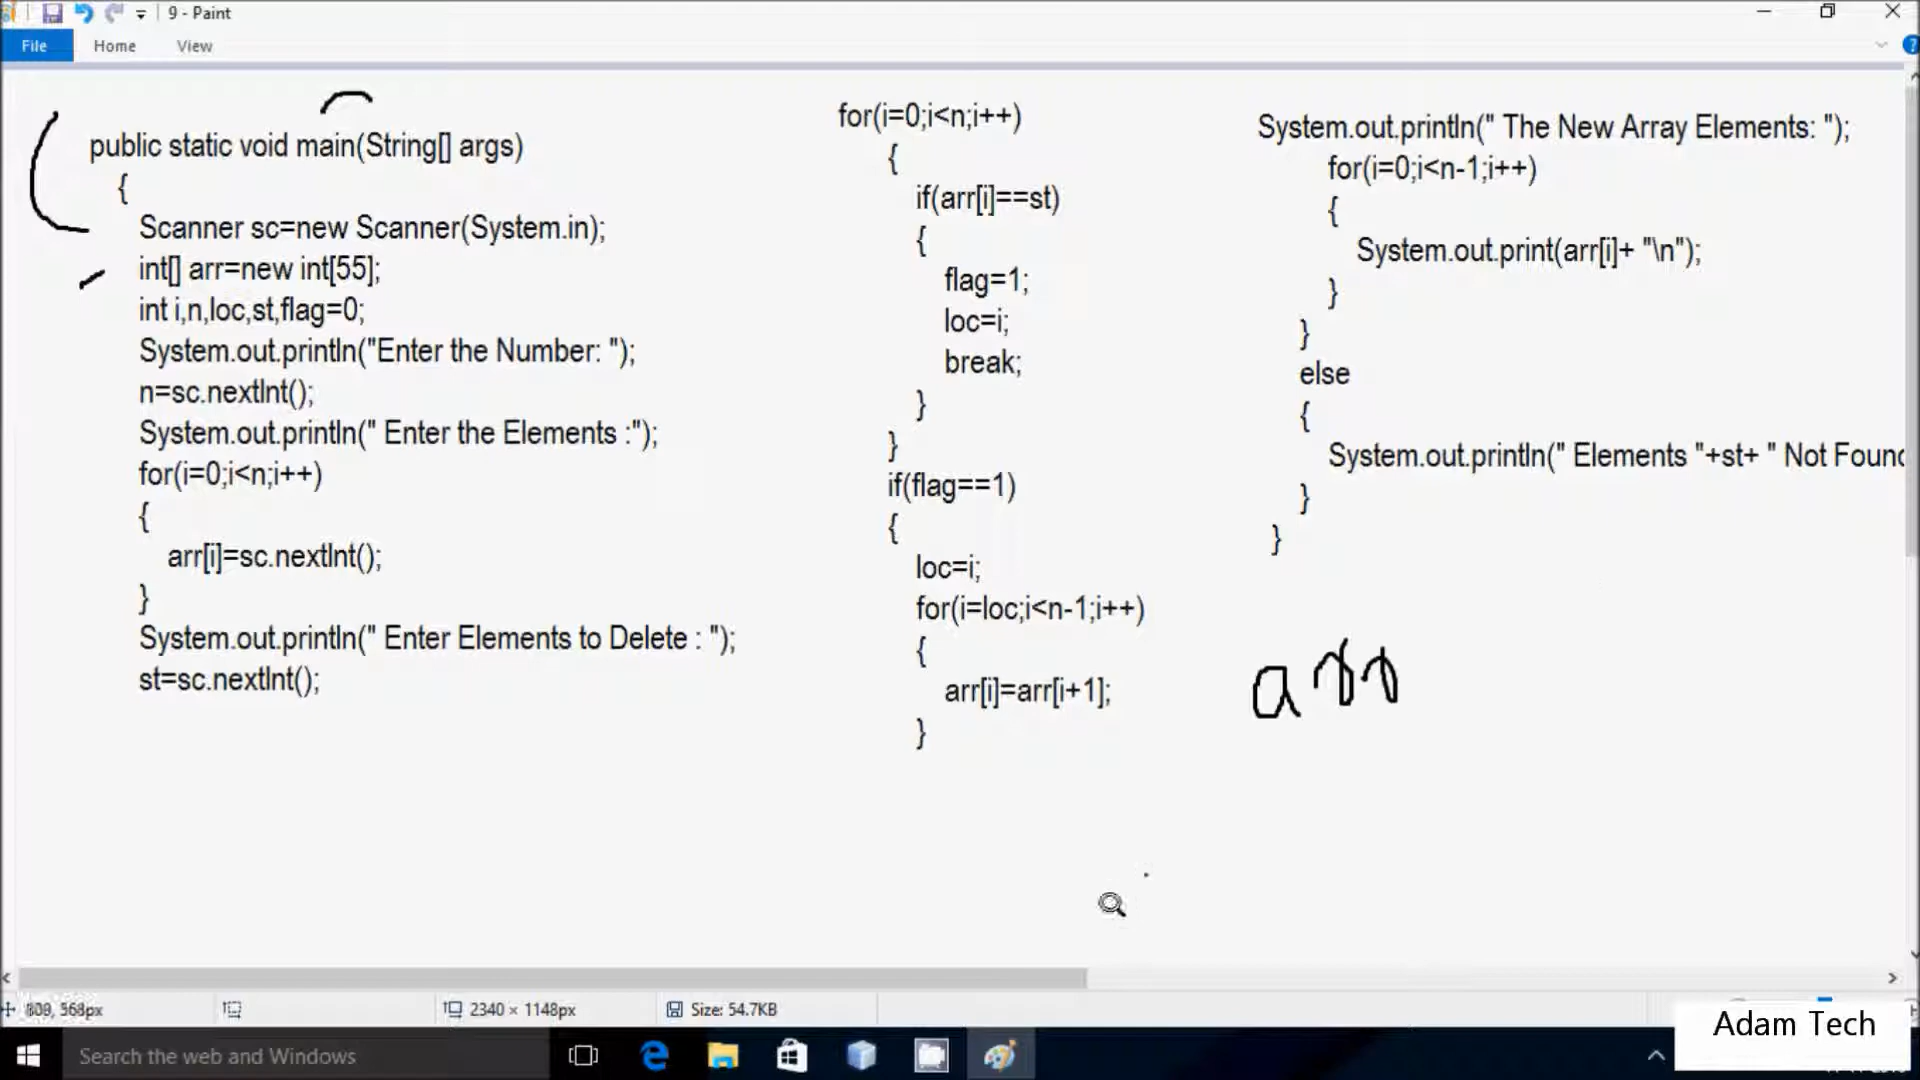 9 - Paint
File Home View
public static void main(String[] args)
{
Scanner sc=new Scanner(System.in);
int[] arr=new int[55];
int i,n,loc,st,flag=0;
System.out.println("Enter the Number: ");
n=sc.nextInt();
System.out.println(" Enter the Elements :");
for(i=0;i<n;i++)
{
arr[i]=sc.nextInt();
}
System.out.println(" Enter Elements to Delete : ");
st=sc.nextInt();
for(i=0;i<n;i++)
{
if(arr[i]==st)
{
flag=1;
loc=i;
break;
}
}
if(flag==1)
{
loc=i;
for(i=loc;i<n-1;i++)
{
arr[i]=arr[i+1];
}
System.out.println(" The New Array Elements: ");
for(i=0;i<n-1;i++)
{
System.out.print(arr[i]+ "\n");
}
}
else
{
System.out.println(" Elements "+st+ " Not Found
}
}
arr
2340 × 1148px Size: 54.7KB
Search the web and Windows
Adam Tech